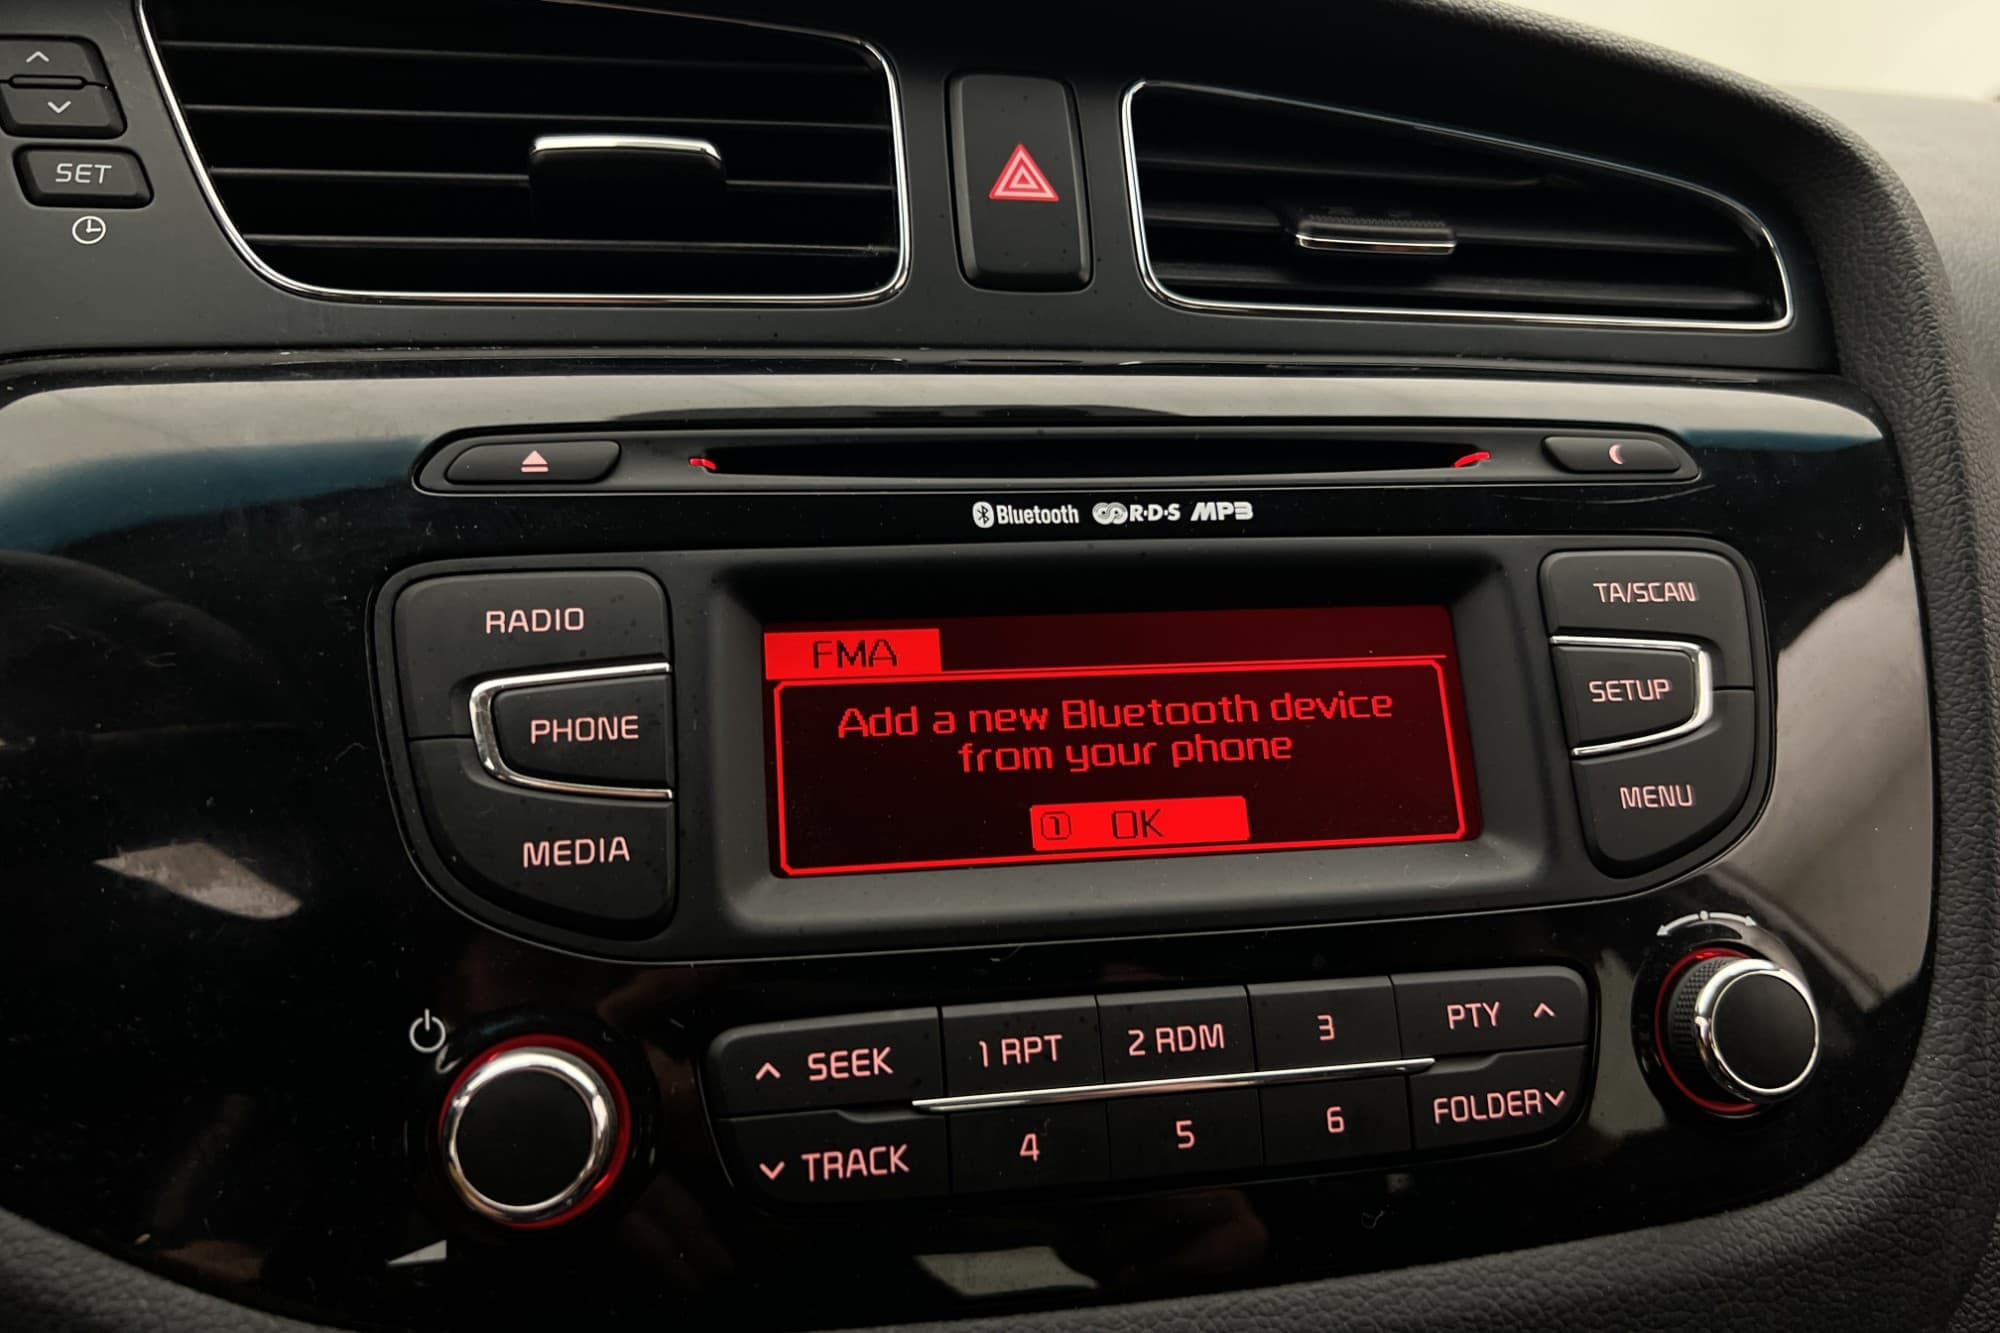 SET
Bluetooth R·D·S MP3
RADIO
PHONE
MEDIA
FMA
Add a new Bluetooth device
from your phone
1 OK
TA/SCAN
SETUP
MENU
SEEK
TRACK
1 RPT
2 RDM
3
4
5
6
PTY
FOLDER